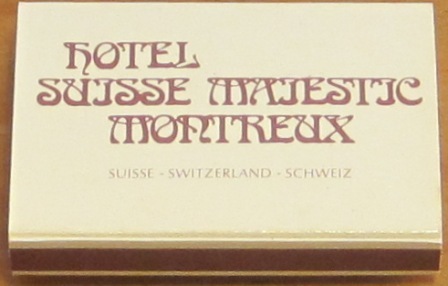 HOTEL
SUISSE MAJESTIC
MONTREUX
SUISSE - SWITZERLAND - SCHWEIZ